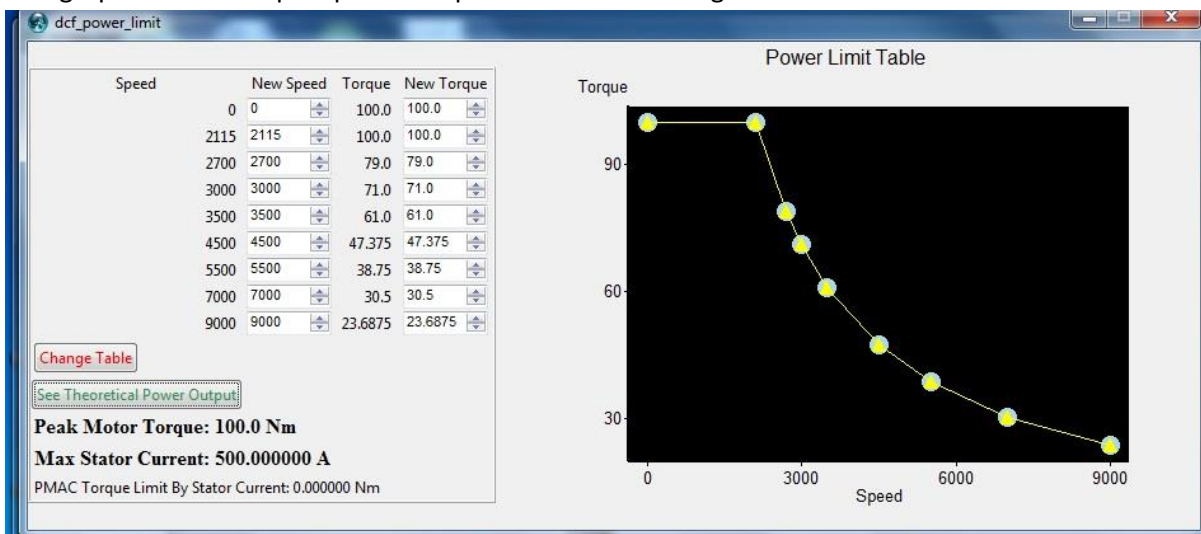 dcf_power_limit
Speed New Speed Torque New Torque
0 0 100.0 100.0
2115 2115 100.0 100.0
2700 2700 79.0 79.0
3000 3000 71.0 71.0
3500 3500 61.0 61.0
4500 4500 47.375 47.375
5500 5500 38.75 38.75
7000 7000 30.5 30.5
9000 9000 23.6875 23.6875
Change Table
See Theoretical Power Output
Peak Motor Torque: 100.0 Nm
Max Stator Current: 500.000000 A
PMAC Torque Limit By Stator Current: 0.000000 Nm
Power Limit Table
Torque
90
60
30
0 3000 6000 9000
Speed